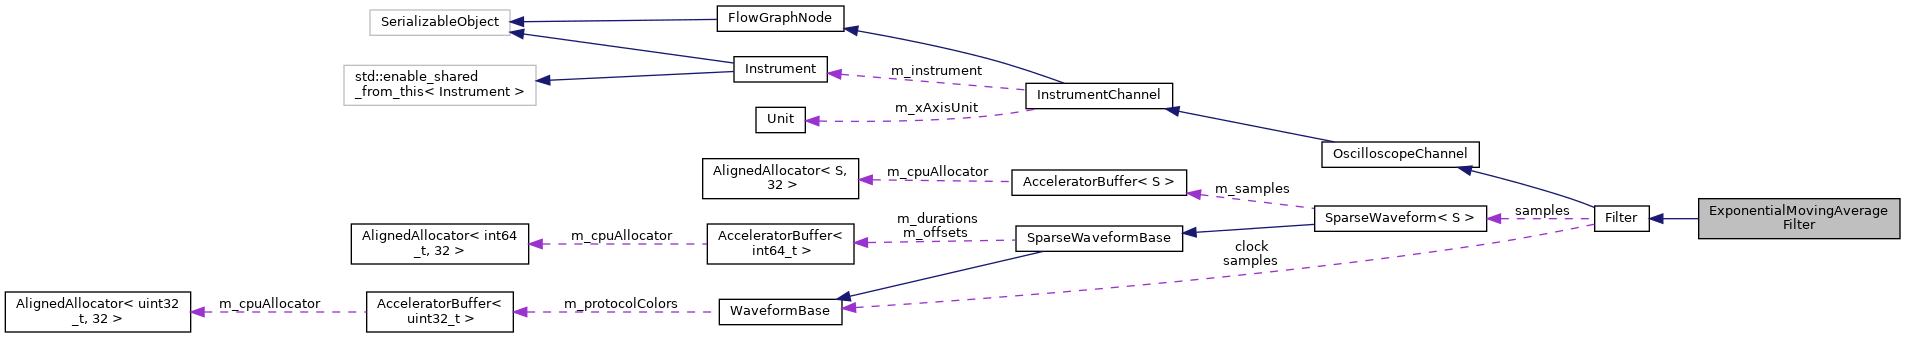 SerializableObject
FlowGraphNode
std::enable_shared
_from_this< Instrument >
Instrument
m_instrument
InstrumentChannel
Unit
m_xAxisUnit
OscilloscopeChannel
AlignedAllocator< S,
32 >
m_cpuAllocator
AcceleratorBuffer< S >
m_samples
SparseWaveform< S >
samples
Filter
ExponentialMovingAverage
Filter
AlignedAllocator< int64
_t, 32 >
m_cpuAllocator
AcceleratorBuffer<
int64_t >
m_durations
m_offsets
SparseWaveformBase
clock
samples
AlignedAllocator< uint32
_t, 32 >
m_cpuAllocator
AcceleratorBuffer<
uint32_t >
m_protocolColors
WaveformBase